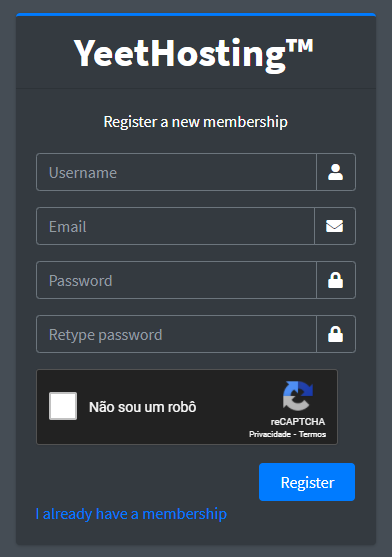 YeetHosting™
Register a new membership
Username
Email
Password
Retype password
Não sou um robô
reCAPTCHA
Privacidade - Termos
Register
I already have a membership